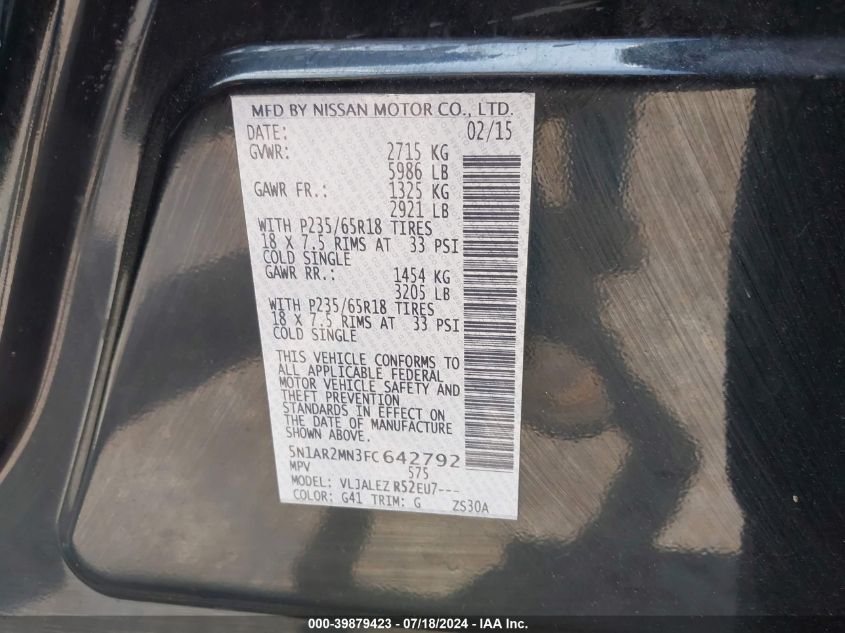 MFD BY NISSAN MOTOR CO., LTD.
DATE: 02/15
GVWR: 2715 KG
5986 LB
GAWR FR.: 1325 KG
2921 LB
WITH P235/65R18 TIRES
18 X 7.5 RIMS AT 33 PSI
COLD SINGLE
GAWR RR.: 1454 KG
3205 LB
WITH P235/65R18 TIRES
18 X 7.5 RIMS AT 33 PSI
COLD SINGLE
THIS VEHICLE CONFORMS TO
ALL APPLICABLE FEDERAL
MOTOR VEHICLE SAFETY AND
THEFT PREVENTION
STANDARDS IN EFFECT ON
THE DATE OF MANUFACTURE
SHOWN ABOVE.
5N1AR2MN3FC642792
MPV 575
MODEL: VLJALEZ R52EU7---
COLOR: G41 TRIM: G ZS30A
000-39879423 - 07/18/2024 - IAA Inc.